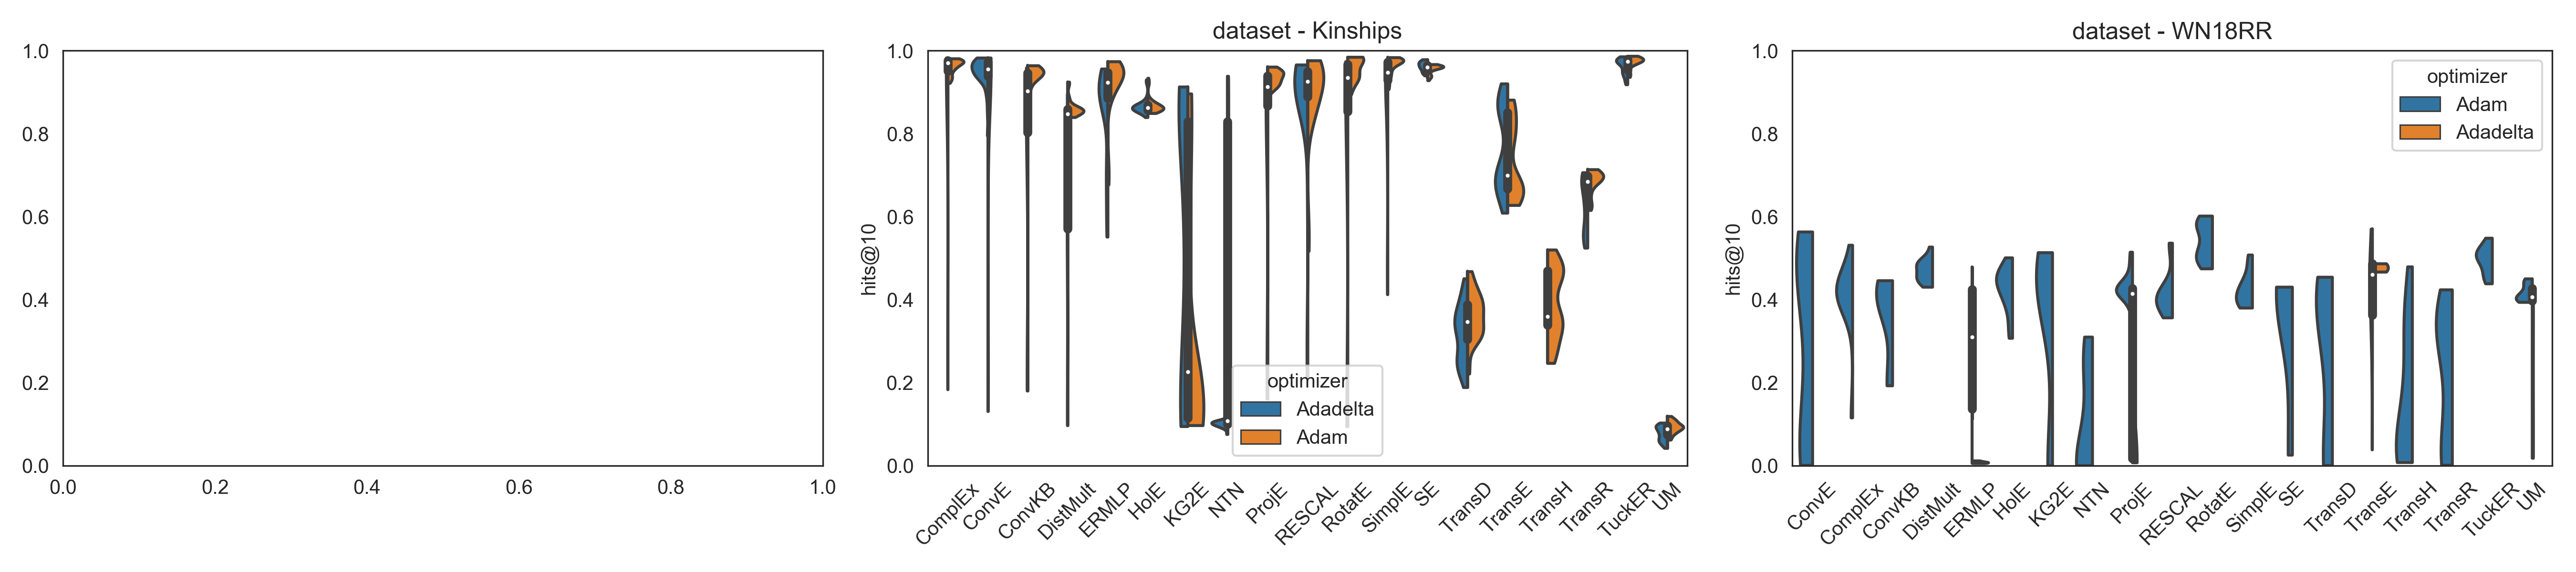 1.0
0.8
0.6
0.4
0.2
0.0
0.0 0.2 0.4 0.6 0.8 1.0
dataset - Kinships
hits@10
1.0
0.8
0.6
0.4
0.2
0.0
optimizer
Adadelta
Adam
ComplEx ConvE ConvKB DistMult ERMLP HolE KG2E NTN ProjE RESCAL RotatE SimplE SE TransD TransE TransH TransR TuckER UM
dataset - WN18RR
hits@10
1.0
0.8
0.6
0.4
0.2
0.0
optimizer
Adam
Adadelta
ConvE ComplEx ConvKB DistMult ERMLP HolE KG2E NTN ProjE RESCAL RotatE SimplE SE TransD TransE TransH TransR TuckER UM